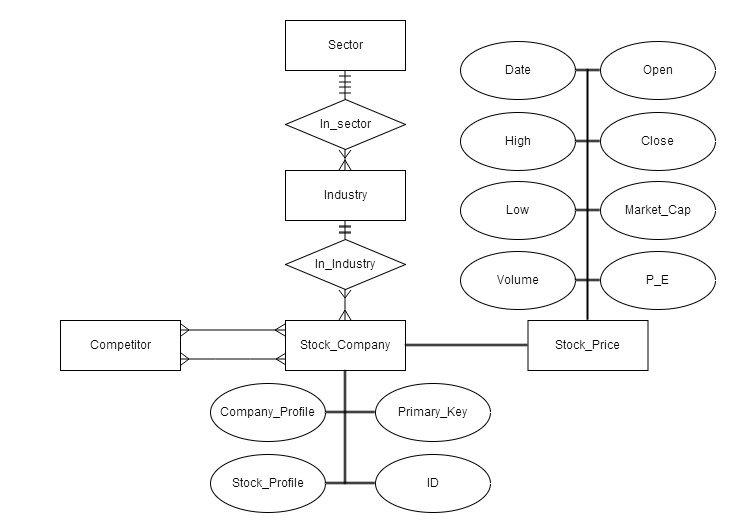 Sector
Date
Open
In_sector
High
Close
Industry
Low
Market_Cap
In_Industry
Volume
P_E
Competitor
Stock_Company
Stock_Price
Company_Profile
Primary_Key
Stock_Profile
ID